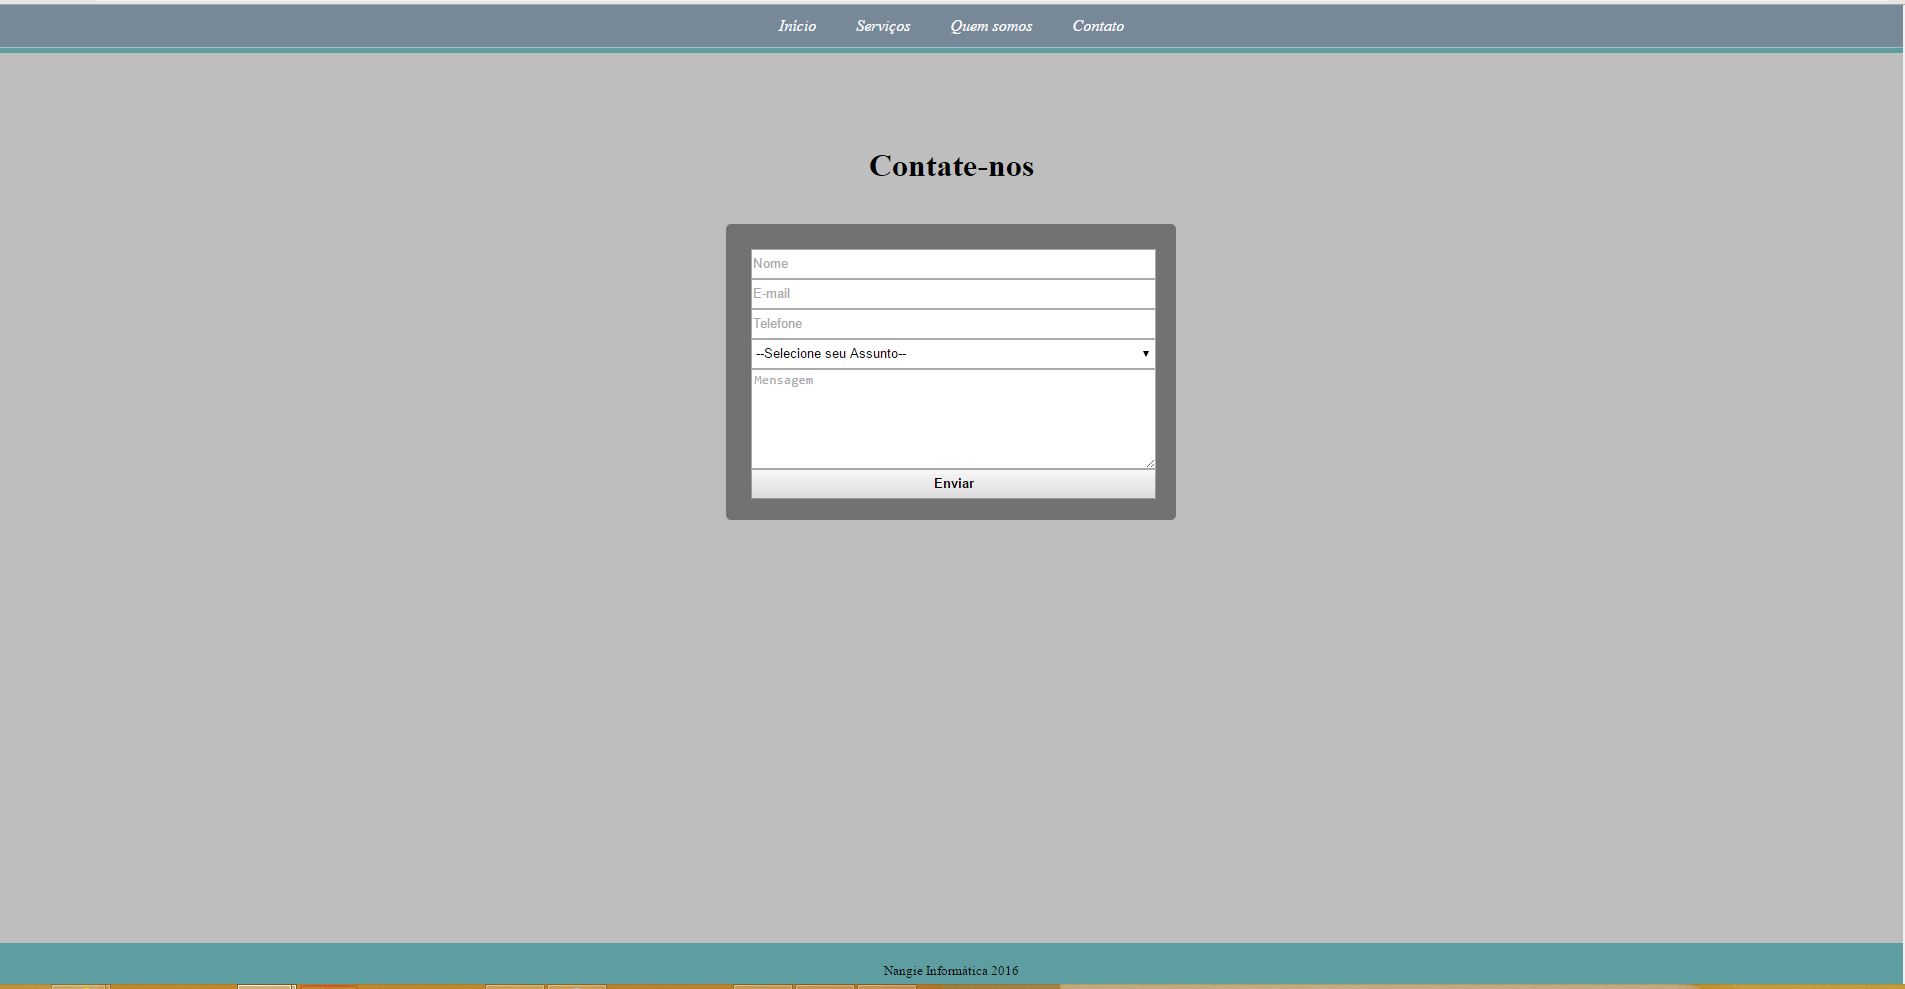 Início Serviços Quem somos Contato
Contate-nos
Nome
E-mail
Telefone
--Selecione seu Assunto--
Mensagem
Enviar
Nangie Informática 2016